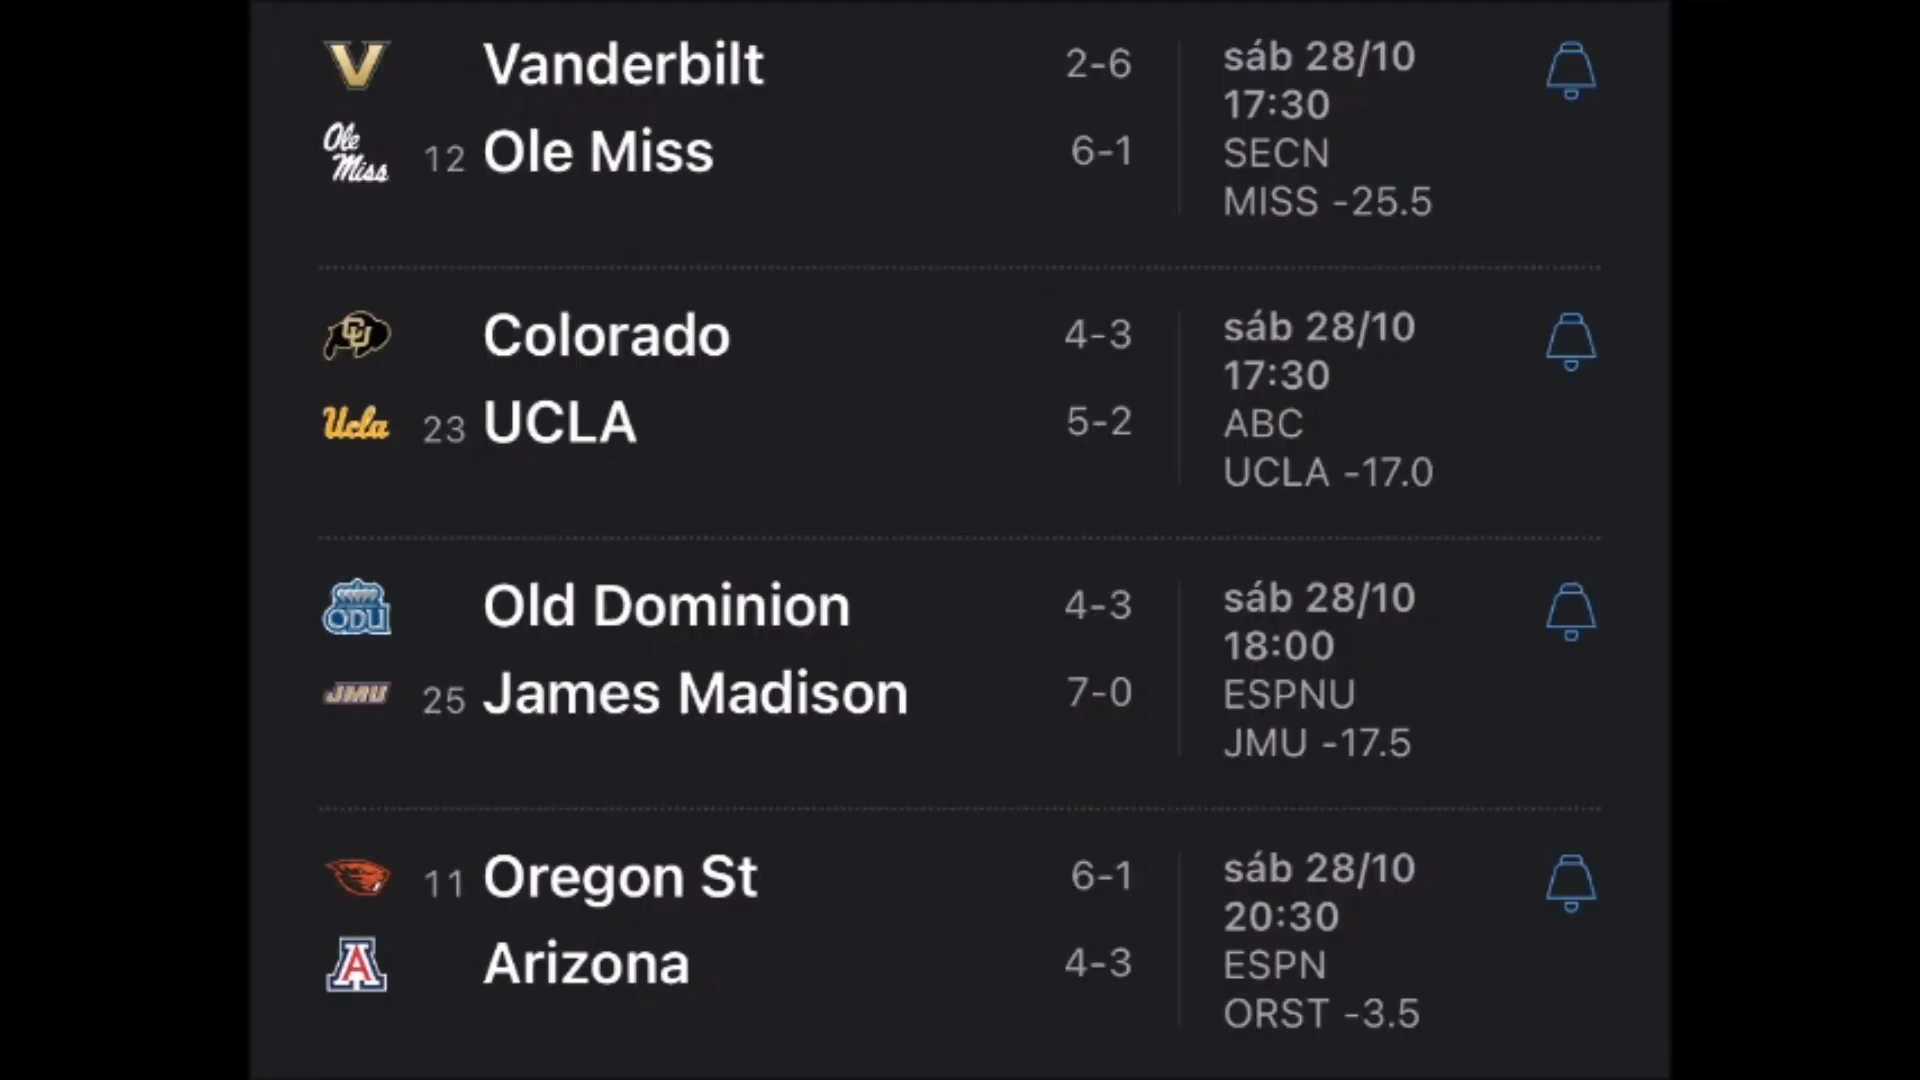 V Vanderbilt 2-6
Ole Miss 12 Ole Miss 6-1
sáb 28/10
17:30
SECN
MISS -25.5
CU Colorado 4-3
Ucla 23 UCLA 5-2
sáb 28/10
17:30
ABC
UCLA -17.0
ODU Old Dominion 4-3
JMU 25 James Madison 7-0
sáb 28/10
18:00
ESPNU
JMU -17.5
11 Oregon St 6-1
A Arizona 4-3
sáb 28/10
20:30
ESPN
ORST -3.5